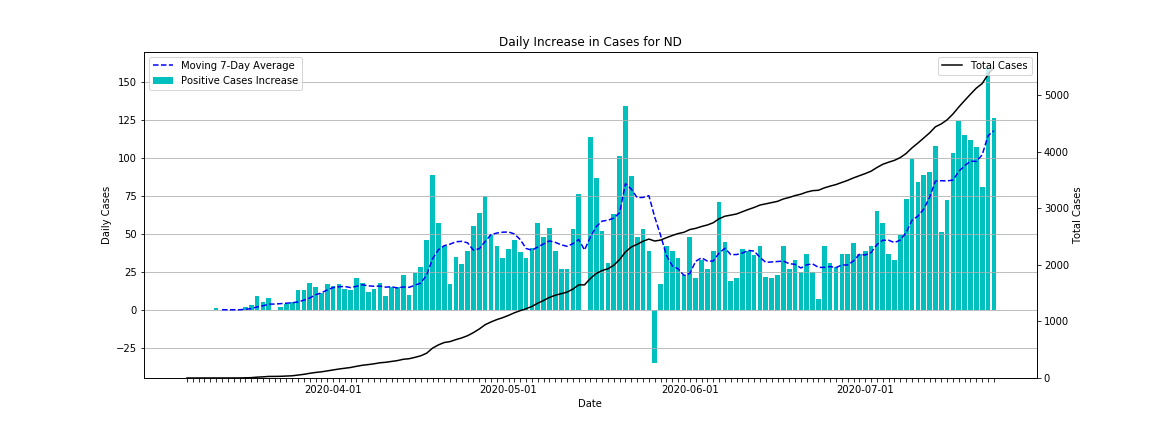 Daily Increase in Cases for ND
Moving 7-Day Average
Positive Cases Increase
Total Cases
150
125
100
75
50
25
0
−25
Daily Cases
5000
4000
3000
2000
1000
0
Total Cases
2020-04-01
2020-05-01
2020-06-01
2020-07-01
Date